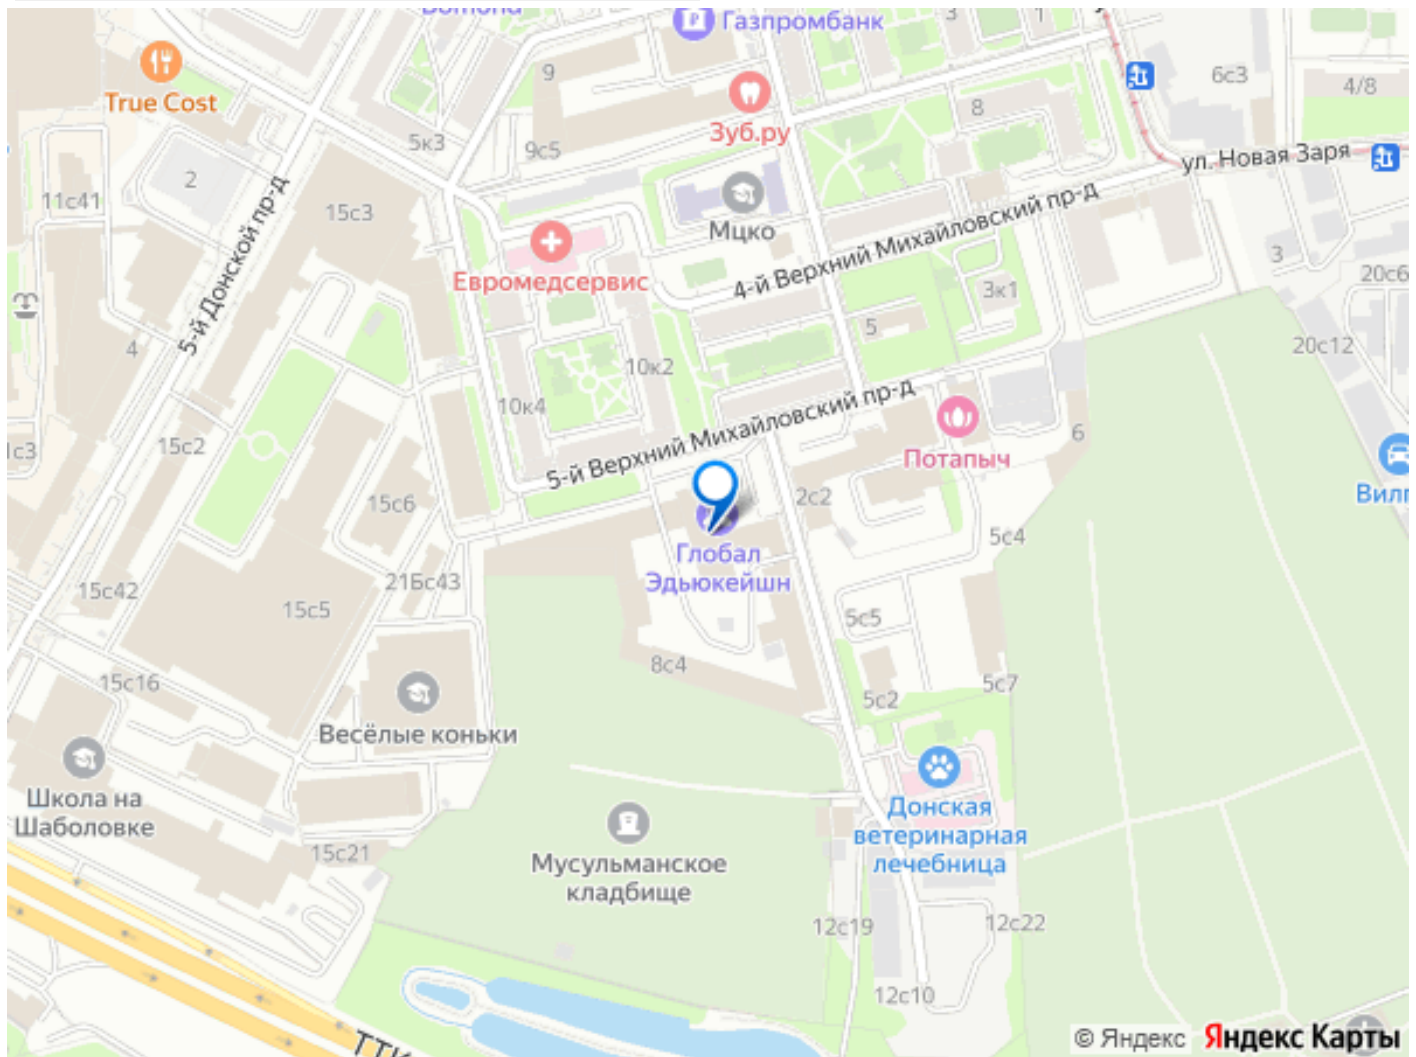 Газпромбанк
3
1
True Cost
9
6с3
4/8
8
Зуб.ру
5к3
9с5
ул. Новая Заря
2
11с41
15с3
Мцко
4-й Верхний Михайловский пр-д
3
20с6
Евромедсервис
3к1
5-й Донской пр-д
5
4
20с12
10к2
10к4
5-й Верхний Михайловский пр-д
6
15с2
Потапыч
15с6
2с2
5с4
Глобал
Эдьюкейшн
15с42
21Бс43
15с5
5с5
8с4
15с16
5с2
5с7
Весёлые коньки
Школа на
Шаболовке
Донская
ветеринарная
лечебница
15с21
Мусульманское
кладбище
12с19
12с22
12с10
© Яндекс Яндекс Карты